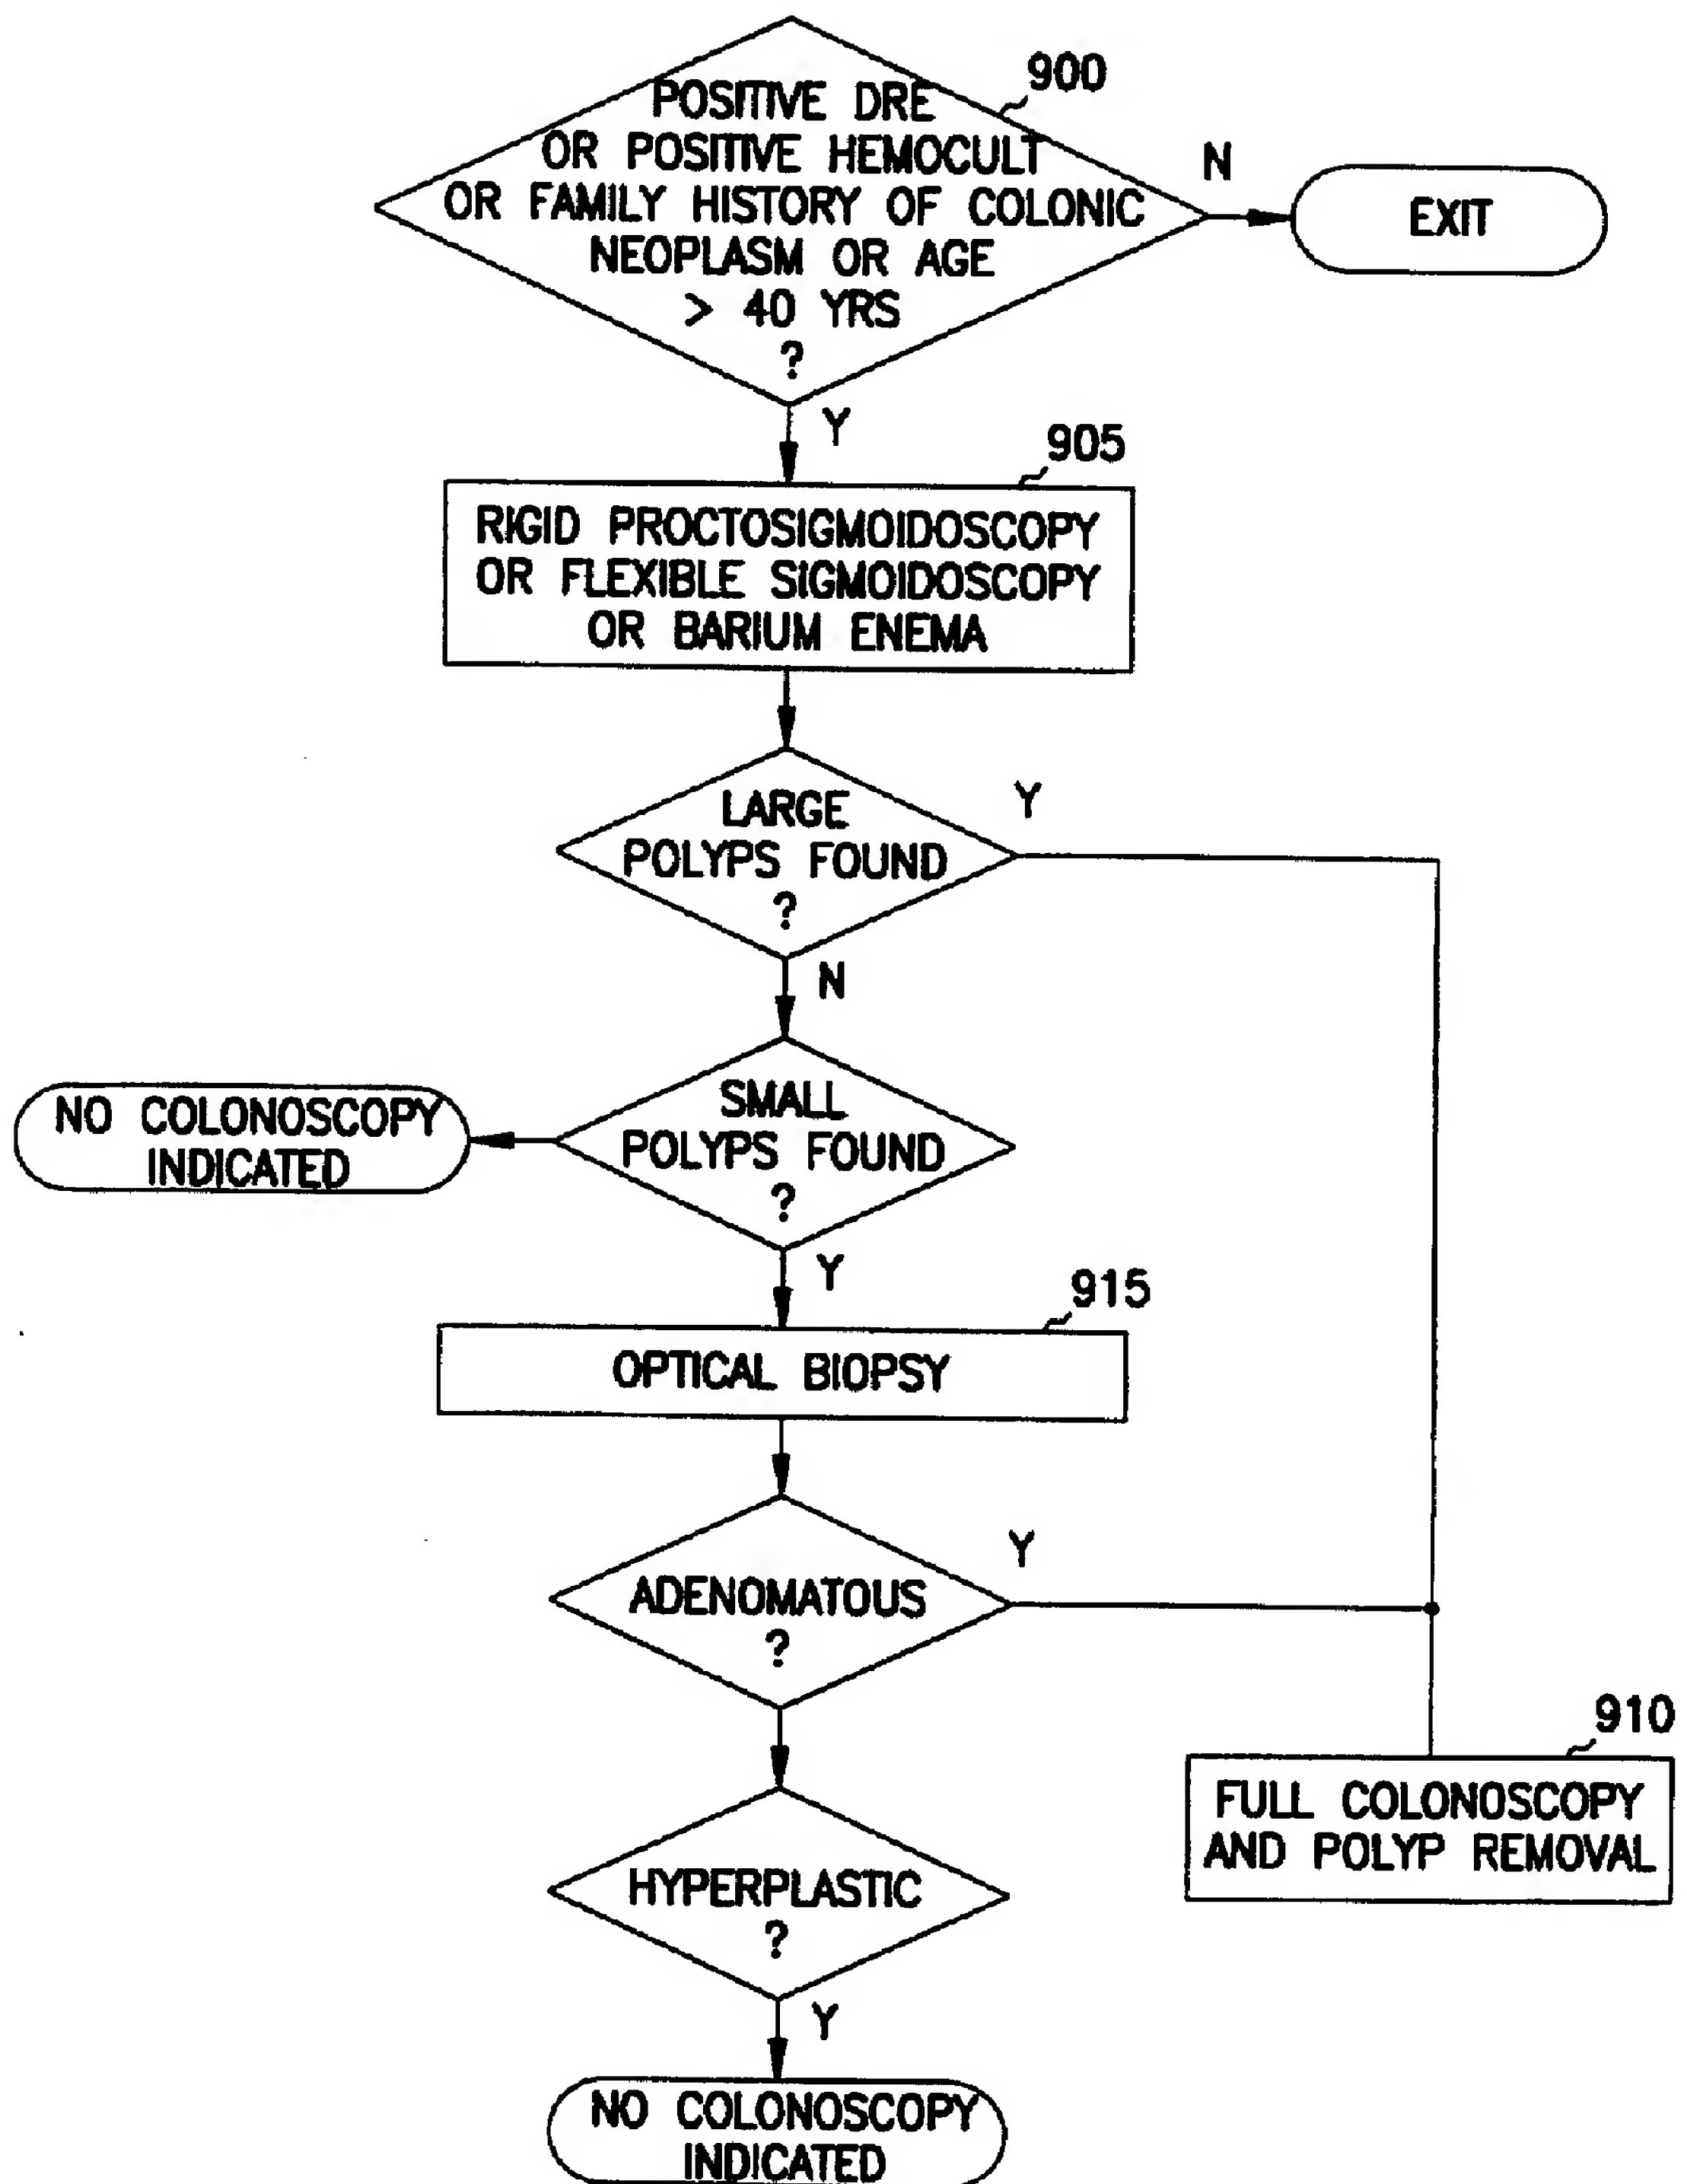 900
POSITIVE DRE
OR POSITIVE HEMOCULT
OR FAMILY HISTORY OF COLONIC
NEOPLASM OR AGE
> 40 YRS
?
N
EXIT
Y
905
RIGID PROCTOSIGMOIDOSCOPY
OR FLEXIBLE SIGMOIDOSCOPY
OR BARIUM ENEMA
LARGE
POLYPS FOUND
?
Y
N
SMALL
POLYPS FOUND
?
NO COLONOSCOPY
INDICATED
Y
915
OPTICAL BIOPSY
ADENOMATOUS
?
Y
910
FULL COLONOSCOPY
AND POLYP REMOVAL
HYPERPLASTIC
?
Y
NO COLONOSCOPY
INDICATED